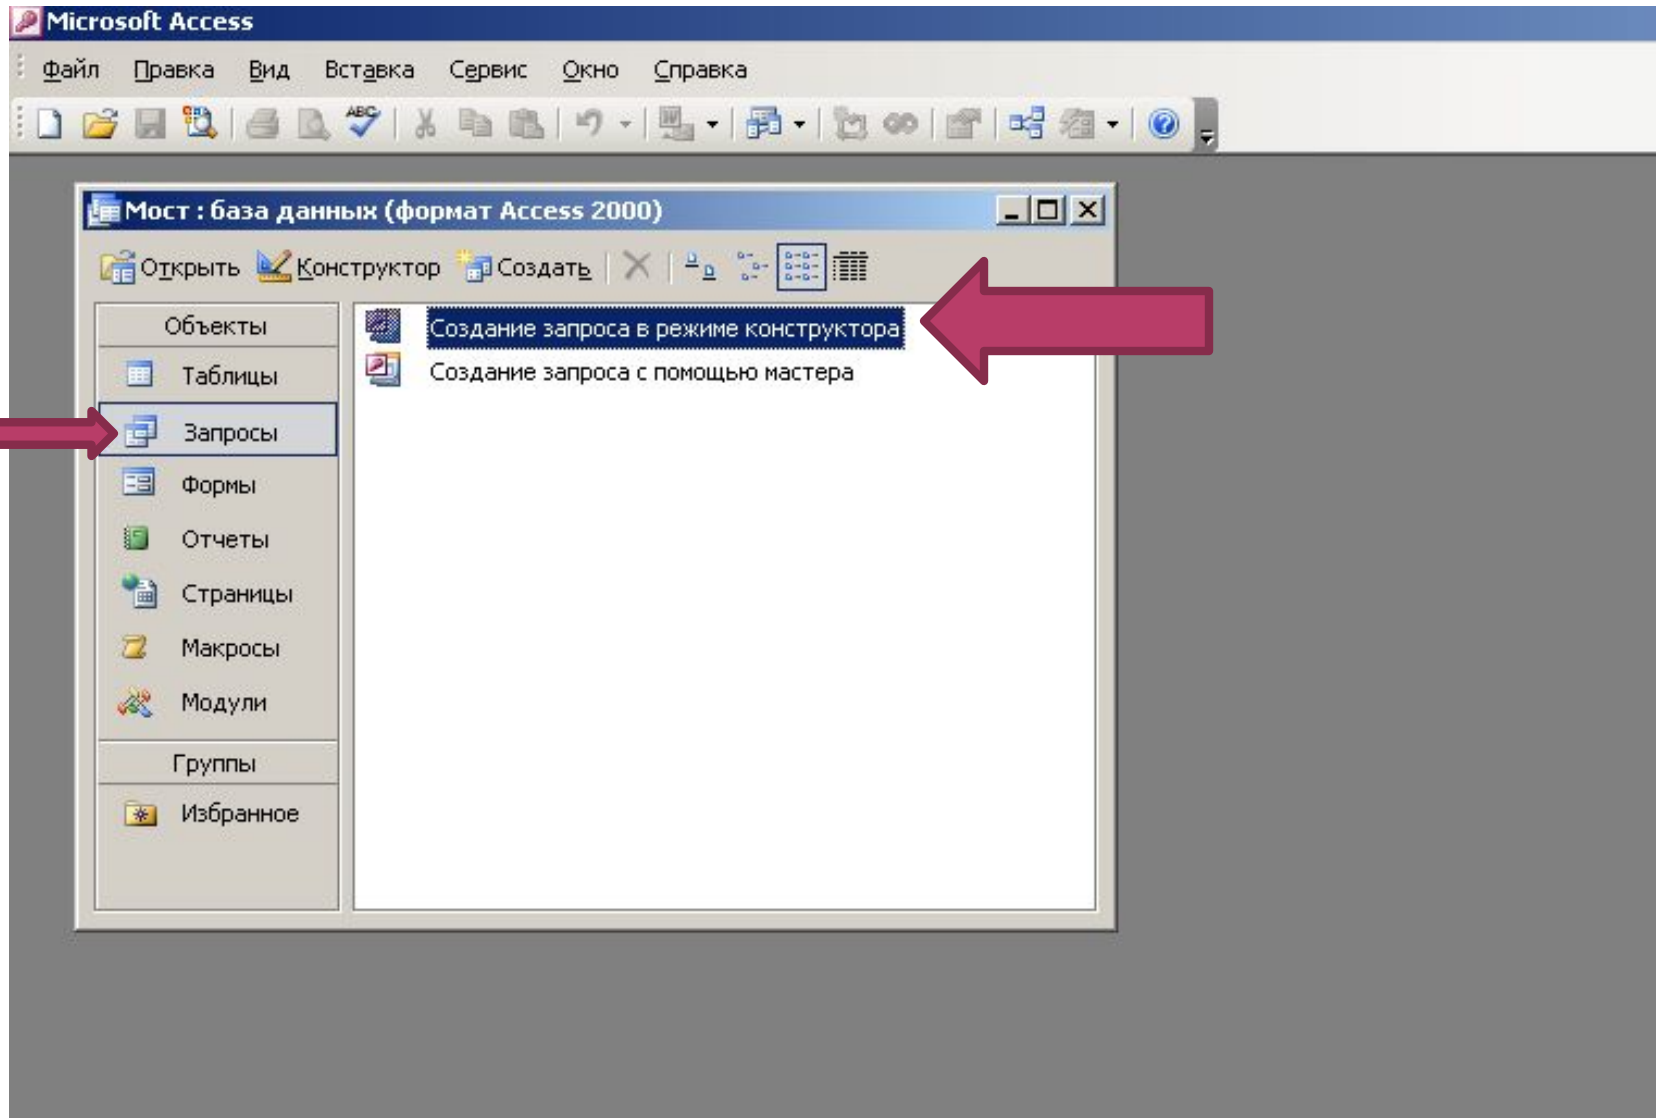 Microsoft Access
Файл Правка Вид Вставка Сервис Окно Справка
ABC
Мост : база данных (формат Access 2000)
Открыть Конструктор Создать
Объекты
Таблицы
Запросы
Формы
Отчеты
Страницы
Макросы
Модули
Группы
Избранное
Создание запроса в режиме конструктора
Создание запроса с помощью мастера